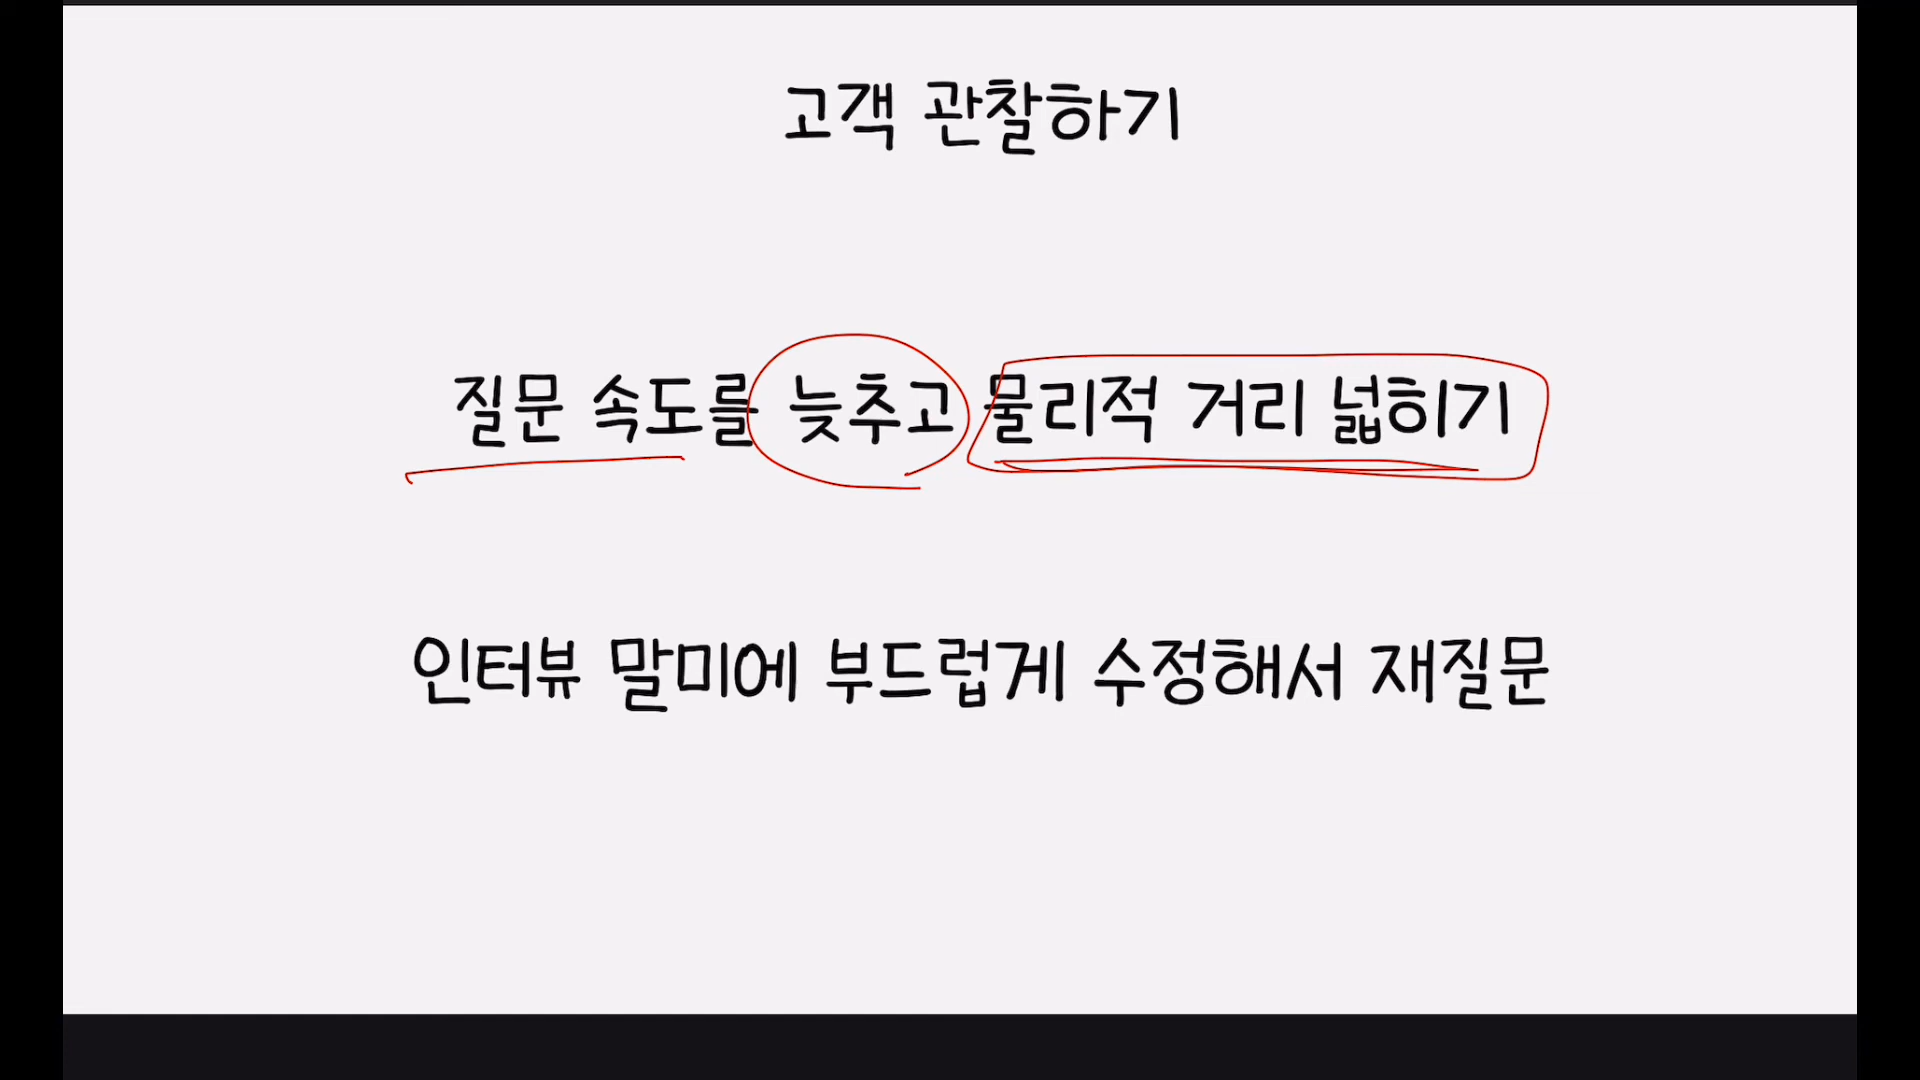 고객 관찰하기
질문 속도를 늦추고 물리적 거리 넓히기
인터뷰 말미에 부드럽게 수정해서 재질문